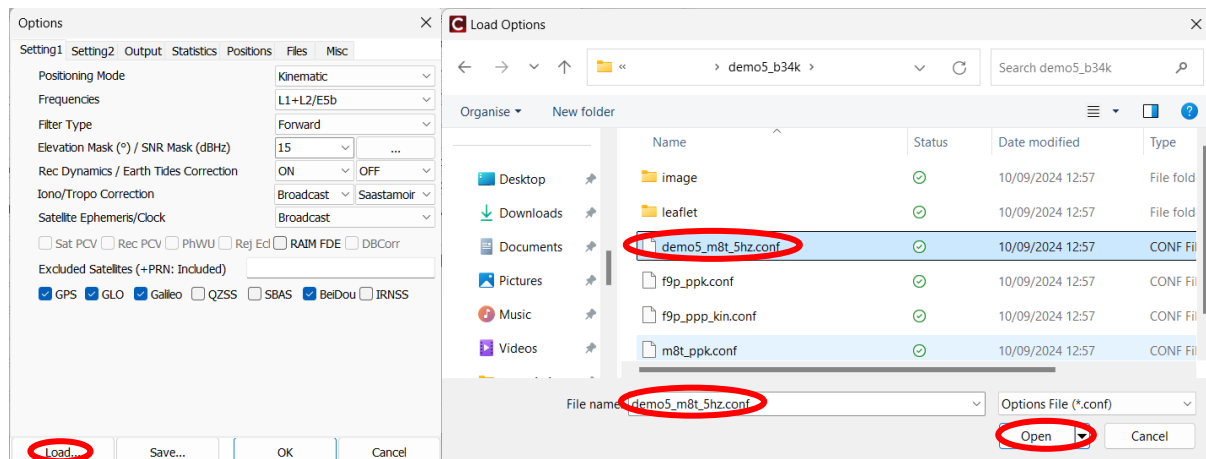 Options
Setting1 Setting2 Output Statistics Positions Files Misc
Positioning Mode Kinematic
Frequencies L1+L2/E5b
Filter Type Forward
Elevation Mask (°) / SNR Mask (dBHz) 15 ...
Rec Dynamics / Earth Tides Correction ON OFF
Iono/Tropo Correction Broadcast Saastamoir
Satellite Ephemeris/Clock Broadcast
Sat PCV Rec PCV PhWU Rej Ecl RAIM FDE DBCorr
Excluded Satellites (+PRN: Included)
GPS GLO Galileo QZSS SBAS BeiDou IRNSS
Load... Save... OK Cancel
Load Options
« > demo5_b34k > Search demo5_b34k
Organise New folder
Name Status Date modified Type
Desktop
Downloads
Documents
Pictures
Music
Videos
image 10/09/2024 12:57 File fold
leaflet 10/09/2024 12:57 File fold
demo5_m8t_5hz.conf 10/09/2024 12:57 CONF Fil
f9p_ppk.conf 10/09/2024 12:57 CONF Fil
f9p_ppp_kin.conf 10/09/2024 12:57 CONF Fil
m8t_ppk.conf 10/09/2024 12:57 CONF Fil
File name: demo5_m8t_5hz.conf Options File (*.conf)
Open Cancel